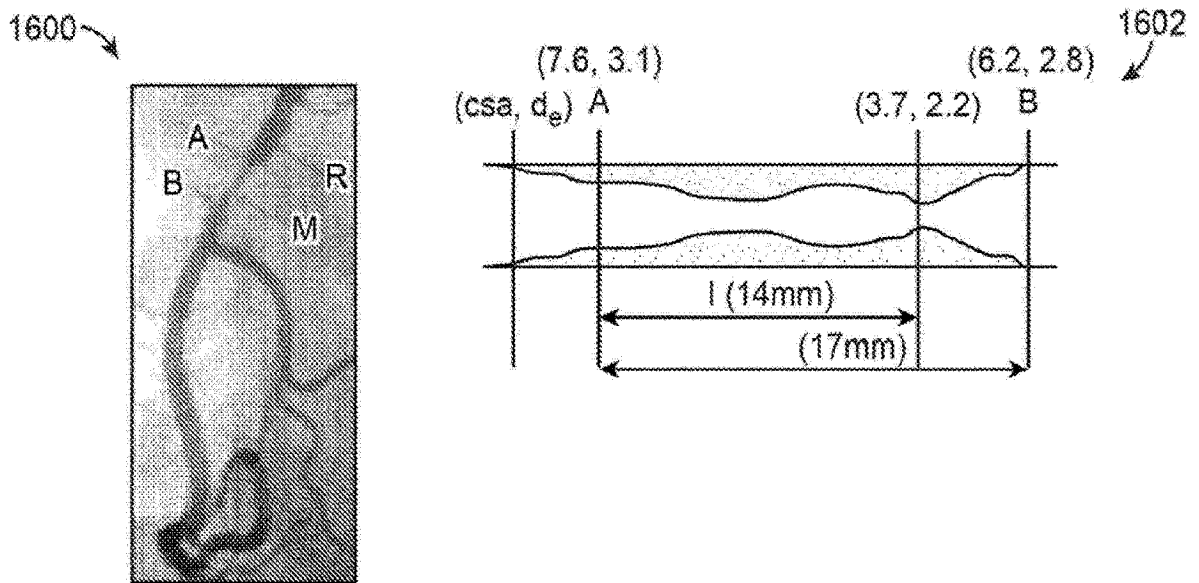 1600
A
B
R
M
1602
(7.6, 3.1)
(6.2, 2.8)
(csa, dₑ) A
(3.7, 2.2) B
l (14mm)
(17mm)